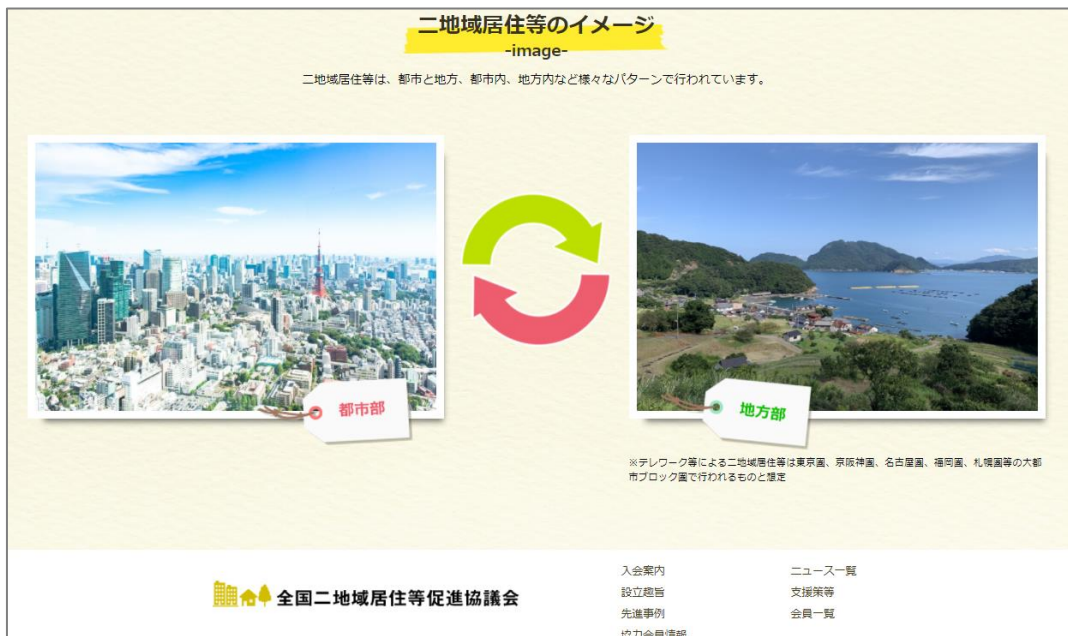 二地域居住等のイメージ
-image-
二地域居住等は、都市と地方、都市内、地方内など様々なパターンで行われています。
都市部
地方部
※テレワーク等による二地域居住等は東京圏、京阪神圏、名古屋圏、福岡圏、札幌圏等の大都
市ブロック圏で行われるものと想定
全国二地域居住等促進協議会
入会案内
設立趣旨
先進事例
協力会員情報
ニュース一覧
支援策等
会員一覧